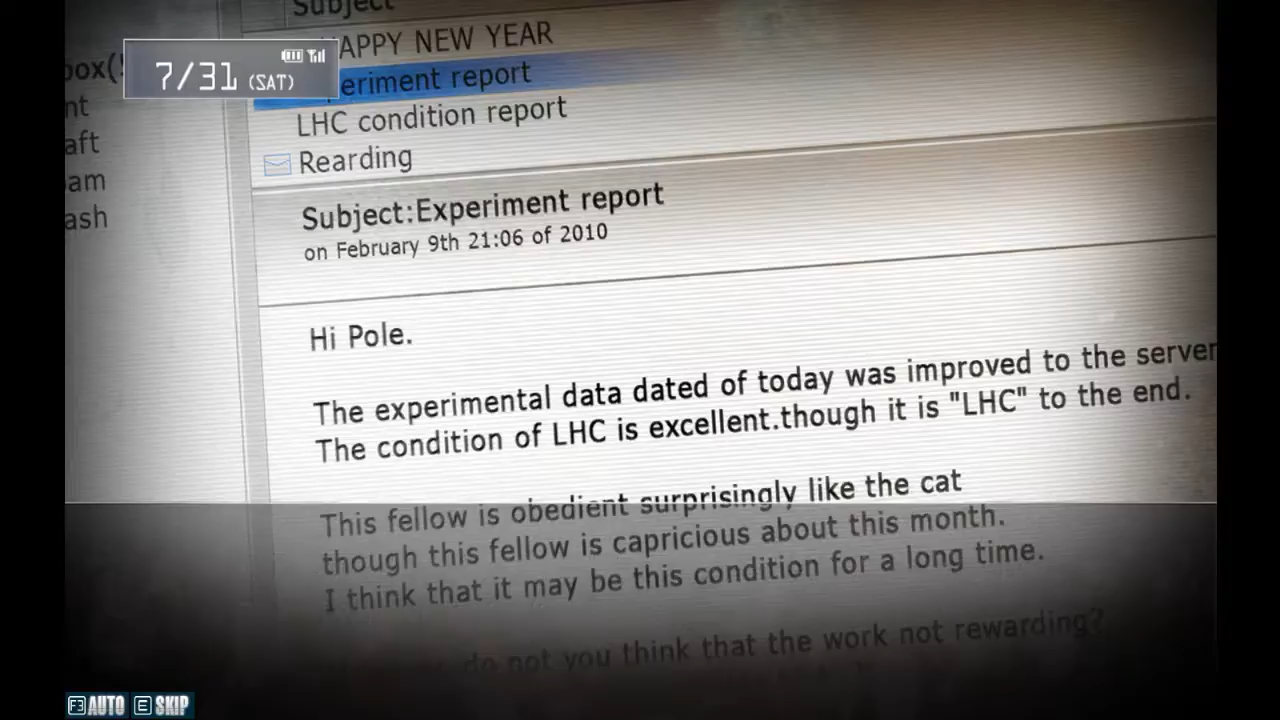 Subject
APPY NEW YEAR
7/31 (SAT)
box(
periment report
nt
LHC condition report
aft
Rearding
am
ash
Subject:Experiment report
on February 9th 21:06 of 2010
Hi Pole.
The experimental data dated of today was improved to the server
The condition of LHC is excellent.though it is "LHC" to the end.
This fellow is obedient surprisingly like the cat
though this fellow is capricious about this month.
I think that it may be this condition for a long time.
do not you think that the work not rewarding?
F3 AUTO E SKIP